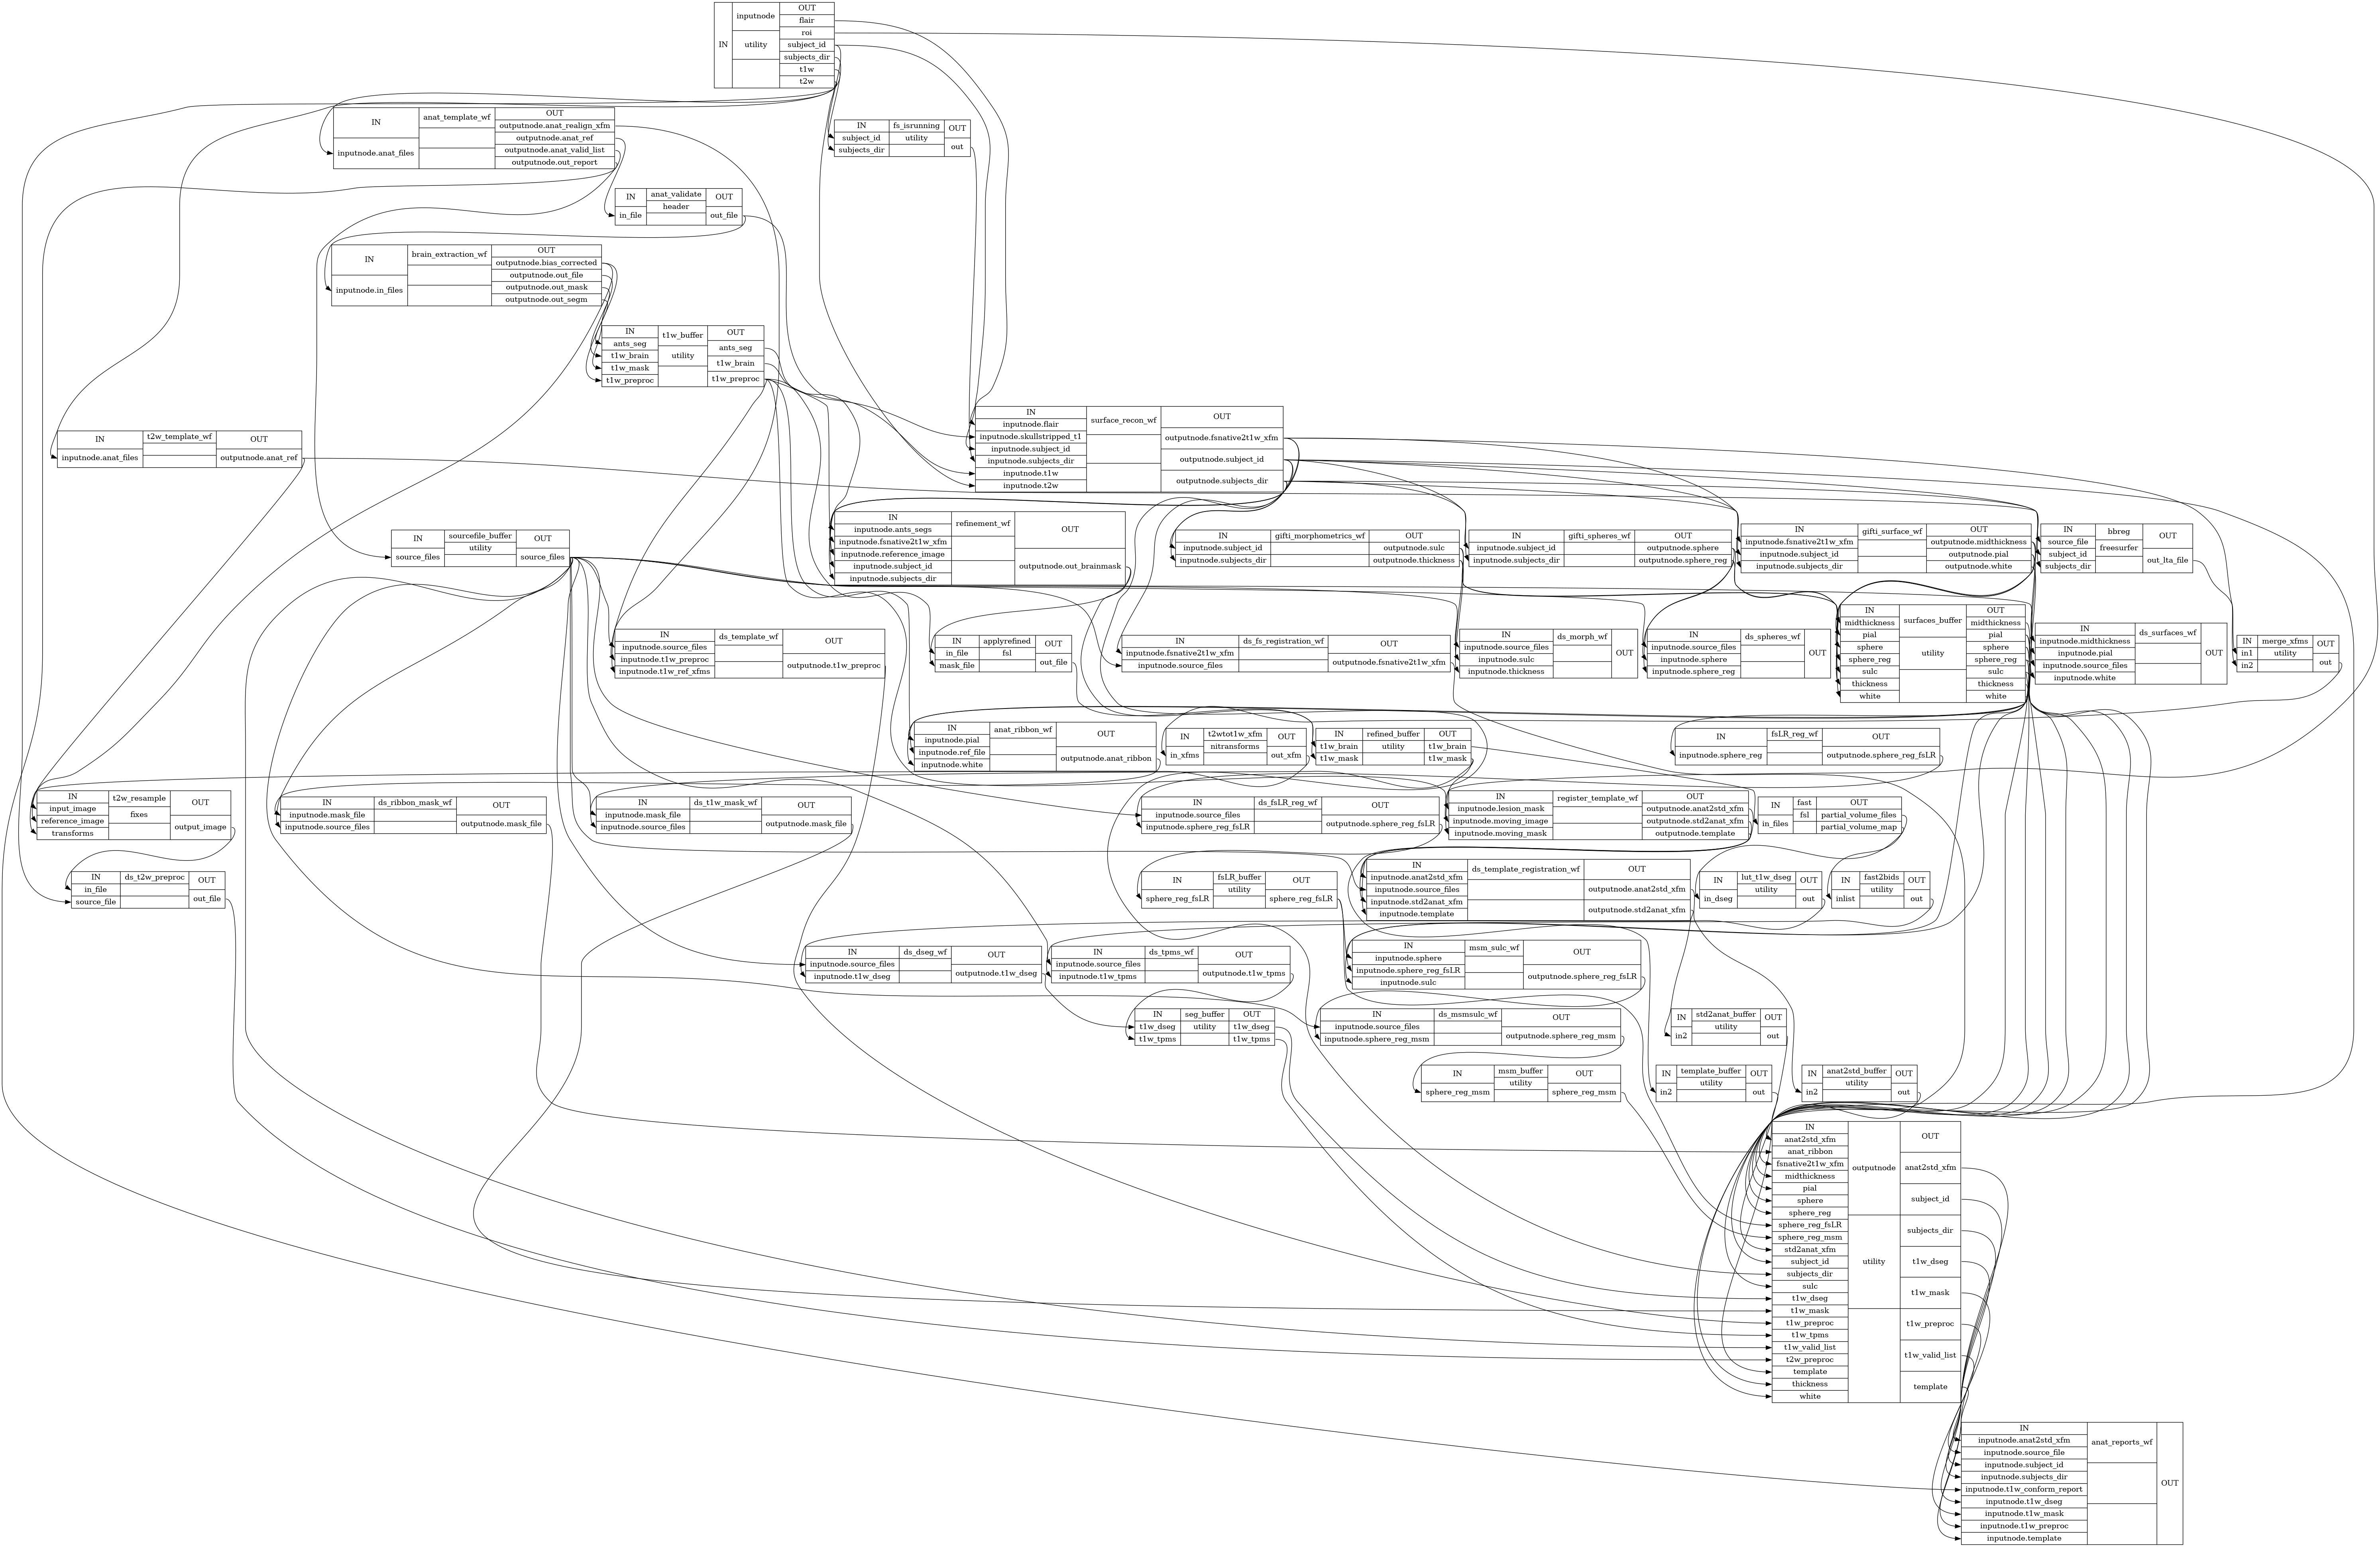 IN
inputnode
utility
OUT
flair
roi
subject_id
subjects_dir
t1w
t2w
IN
inputnode.anat_files
anat_template_wf
OUT
outputnode.anat_realign_xfm
outputnode.anat_ref
outputnode.anat_valid_list
outputnode.out_report
IN
subject_id
subjects_dir
fs_isrunning
utility
OUT
out
IN
in_file
anat_validate
header
OUT
out_file
IN
inputnode.in_files
brain_extraction_wf
OUT
outputnode.bias_corrected
outputnode.out_file
outputnode.out_mask
outputnode.out_segm
IN
ants_seg
t1w_brain
t1w_mask
t1w_preproc
t1w_buffer
utility
OUT
ants_seg
t1w_brain
t1w_preproc
IN
inputnode.flair
inputnode.skullstripped_t1
inputnode.subject_id
inputnode.subjects_dir
inputnode.t1w
inputnode.t2w
surface_recon_wf
OUT
outputnode.fsnative2t1w_xfm
outputnode.subject_id
outputnode.subjects_dir
IN
inputnode.anat_files
t2w_template_wf
OUT
outputnode.anat_ref
IN
source_files
sourcefile_buffer
utility
OUT
source_files
IN
inputnode.ants_segs
inputnode.fsnative2t1w_xfm
inputnode.reference_image
inputnode.subject_id
inputnode.subjects_dir
refinement_wf
OUT
outputnode.out_brainmask
IN
inputnode.subject_id
inputnode.subjects_dir
gifti_morphometrics_wf
OUT
outputnode.sulc
outputnode.thickness
IN
inputnode.subject_id
inputnode.subjects_dir
gifti_spheres_wf
OUT
outputnode.sphere
outputnode.sphere_reg
IN
inputnode.fsnative2t1w_xfm
inputnode.subject_id
inputnode.subjects_dir
gifti_surface_wf
OUT
outputnode.midthickness
outputnode.pial
outputnode.white
IN
source_file
subject_id
subjects_dir
bbreg
freesurfer
OUT
out_lta_file
IN
inputnode.source_files
inputnode.t1w_preproc
inputnode.t1w_ref_xfms
ds_template_wf
OUT
outputnode.t1w_preproc
IN
in_file
mask_file
applyrefined
fsl
OUT
out_file
IN
inputnode.fsnative2t1w_xfm
inputnode.source_files
ds_fs_registration_wf
OUT
outputnode.fsnative2t1w_xfm
IN
inputnode.source_files
inputnode.sulc
inputnode.thickness
ds_morph_wf
OUT
IN
inputnode.source_files
inputnode.sphere
inputnode.sphere_reg
ds_spheres_wf
OUT
IN
midthickness
pial
sphere
sphere_reg
sulc
thickness
white
surfaces_buffer
utility
OUT
midthickness
pial
sphere
sphere_reg
sulc
thickness
white
IN
inputnode.midthickness
inputnode.pial
inputnode.source_files
inputnode.white
ds_surfaces_wf
OUT
IN
in1
in2
merge_xfms
utility
OUT
out
IN
inputnode.pial
inputnode.ref_file
inputnode.white
anat_ribbon_wf
OUT
outputnode.anat_ribbon
IN
in_xfms
t2wtot1w_xfm
nitransforms
OUT
out_xfm
IN
t1w_brain
t1w_mask
refined_buffer
utility
OUT
t1w_brain
t1w_mask
IN
inputnode.sphere_reg
fsLR_reg_wf
OUT
outputnode.sphere_reg_fsLR
IN
input_image
reference_image
transforms
t2w_resample
fixes
OUT
output_image
IN
inputnode.mask_file
inputnode.source_files
ds_ribbon_mask_wf
OUT
outputnode.mask_file
IN
inputnode.mask_file
inputnode.source_files
ds_t1w_mask_wf
OUT
outputnode.mask_file
IN
inputnode.source_files
inputnode.sphere_reg_fsLR
ds_fsLR_reg_wf
OUT
outputnode.sphere_reg_fsLR
IN
inputnode.lesion_mask
inputnode.moving_image
inputnode.moving_mask
register_template_wf
OUT
outputnode.anat2std_xfm
outputnode.std2anat_xfm
outputnode.template
IN
in_files
fast
fsl
OUT
partial_volume_files
partial_volume_map
IN
in_file
source_file
ds_t2w_preproc
OUT
out_file
IN
sphere_reg_fsLR
fsLR_buffer
utility
OUT
sphere_reg_fsLR
IN
inputnode.anat2std_xfm
inputnode.source_files
inputnode.std2anat_xfm
inputnode.template
ds_template_registration_wf
OUT
outputnode.anat2std_xfm
outputnode.std2anat_xfm
IN
in_dseg
lut_t1w_dseg
utility
OUT
out
IN
inlist
fast2bids
utility
OUT
out
IN
inputnode.source_files
inputnode.t1w_dseg
ds_dseg_wf
OUT
outputnode.t1w_dseg
IN
inputnode.source_files
inputnode.t1w_tpms
ds_tpms_wf
OUT
outputnode.t1w_tpms
IN
inputnode.sphere
inputnode.sphere_reg_fsLR
inputnode.sulc
msm_sulc_wf
OUT
outputnode.sphere_reg_fsLR
IN
t1w_dseg
t1w_tpms
seg_buffer
utility
OUT
t1w_dseg
t1w_tpms
IN
inputnode.source_files
inputnode.sphere_reg_msm
ds_msmsulc_wf
OUT
outputnode.sphere_reg_msm
IN
in2
std2anat_buffer
utility
OUT
out
IN
sphere_reg_msm
msm_buffer
utility
OUT
sphere_reg_msm
IN
in2
template_buffer
utility
OUT
out
IN
in2
anat2std_buffer
utility
OUT
out
IN
anat2std_xfm
anat_ribbon
fsnative2t1w_xfm
midthickness
pial
sphere
sphere_reg
sphere_reg_fsLR
sphere_reg_msm
std2anat_xfm
subject_id
subjects_dir
sulc
t1w_dseg
t1w_mask
t1w_preproc
t1w_tpms
t1w_valid_list
t2w_preproc
template
thickness
white
outputnode
utility
OUT
anat2std_xfm
subject_id
subjects_dir
t1w_dseg
t1w_mask
t1w_preproc
t1w_valid_list
template
IN
inputnode.anat2std_xfm
inputnode.source_file
inputnode.subject_id
inputnode.subjects_dir
inputnode.t1w_conform_report
inputnode.t1w_dseg
inputnode.t1w_mask
inputnode.t1w_preproc
inputnode.template
anat_reports_wf
OUT